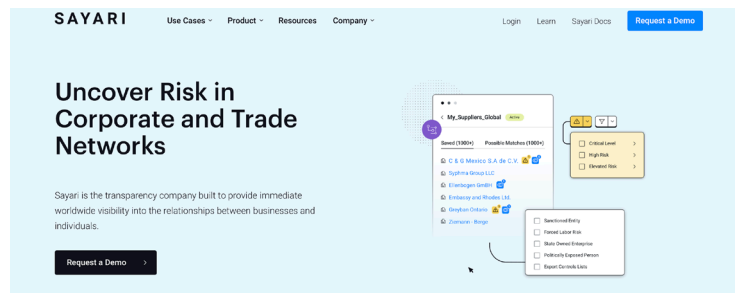 SAYARI
Use Cases Product Resources Company
Login Learn Sayari Docs Request a Demo
Uncover Risk in
Corporate and Trade
Networks
Sayari is the transparency company built to provide immediate
worldwide visibility into the relationships between businesses and
individuals.
Request a Demo
My_Suppliers_Global Active
Saved (1000+) Possible Matches (1000+)
C & G Mexico S.A de C.V.
Syphma Group LLC
Ellenbogen GmbH
Embassy and Rhodes Ltd.
Greykan Ontario
Ziemann - Berge
Critical Level
High Risk
Elevated Risk
Sanctioned Entity
Forced Labor Risk
State Owned Enterprise
Politically Exposed Person
Export Controls Lists